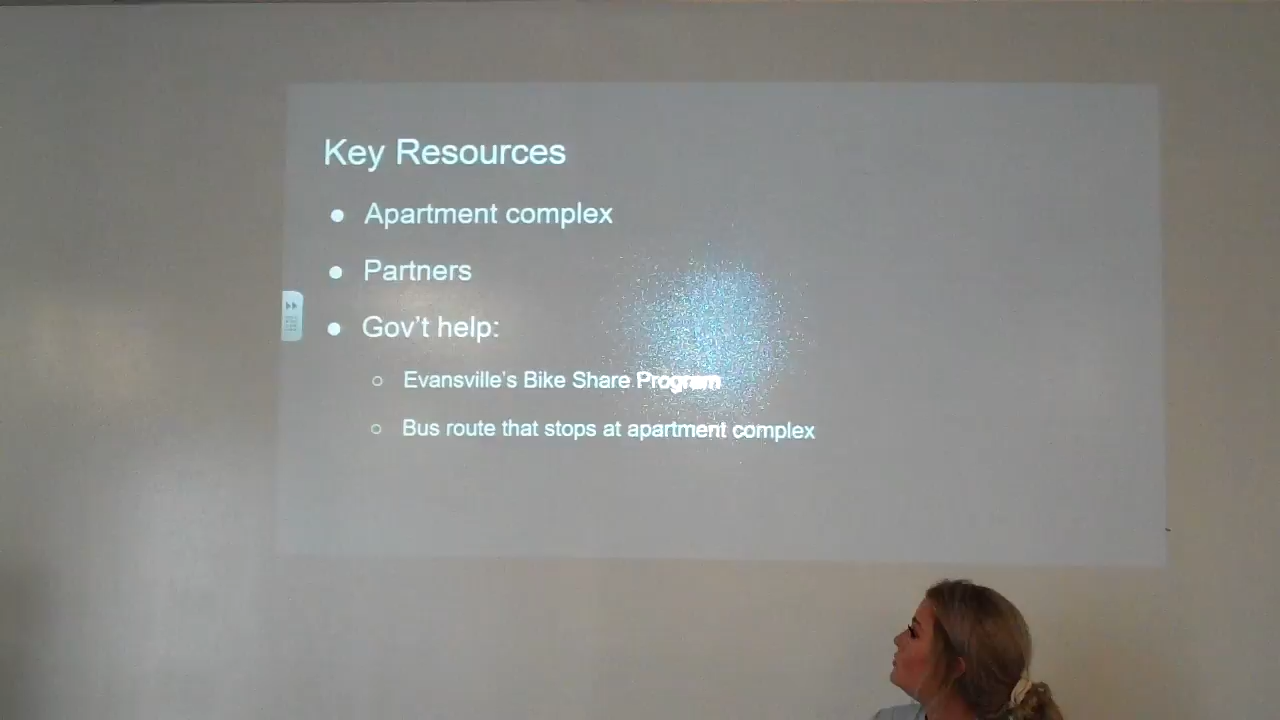 Key Resources
● Apartment complex
● Partners
● Gov't help:
○ Evansville's Bike Share Program
○ Bus route that stops at apartment complex